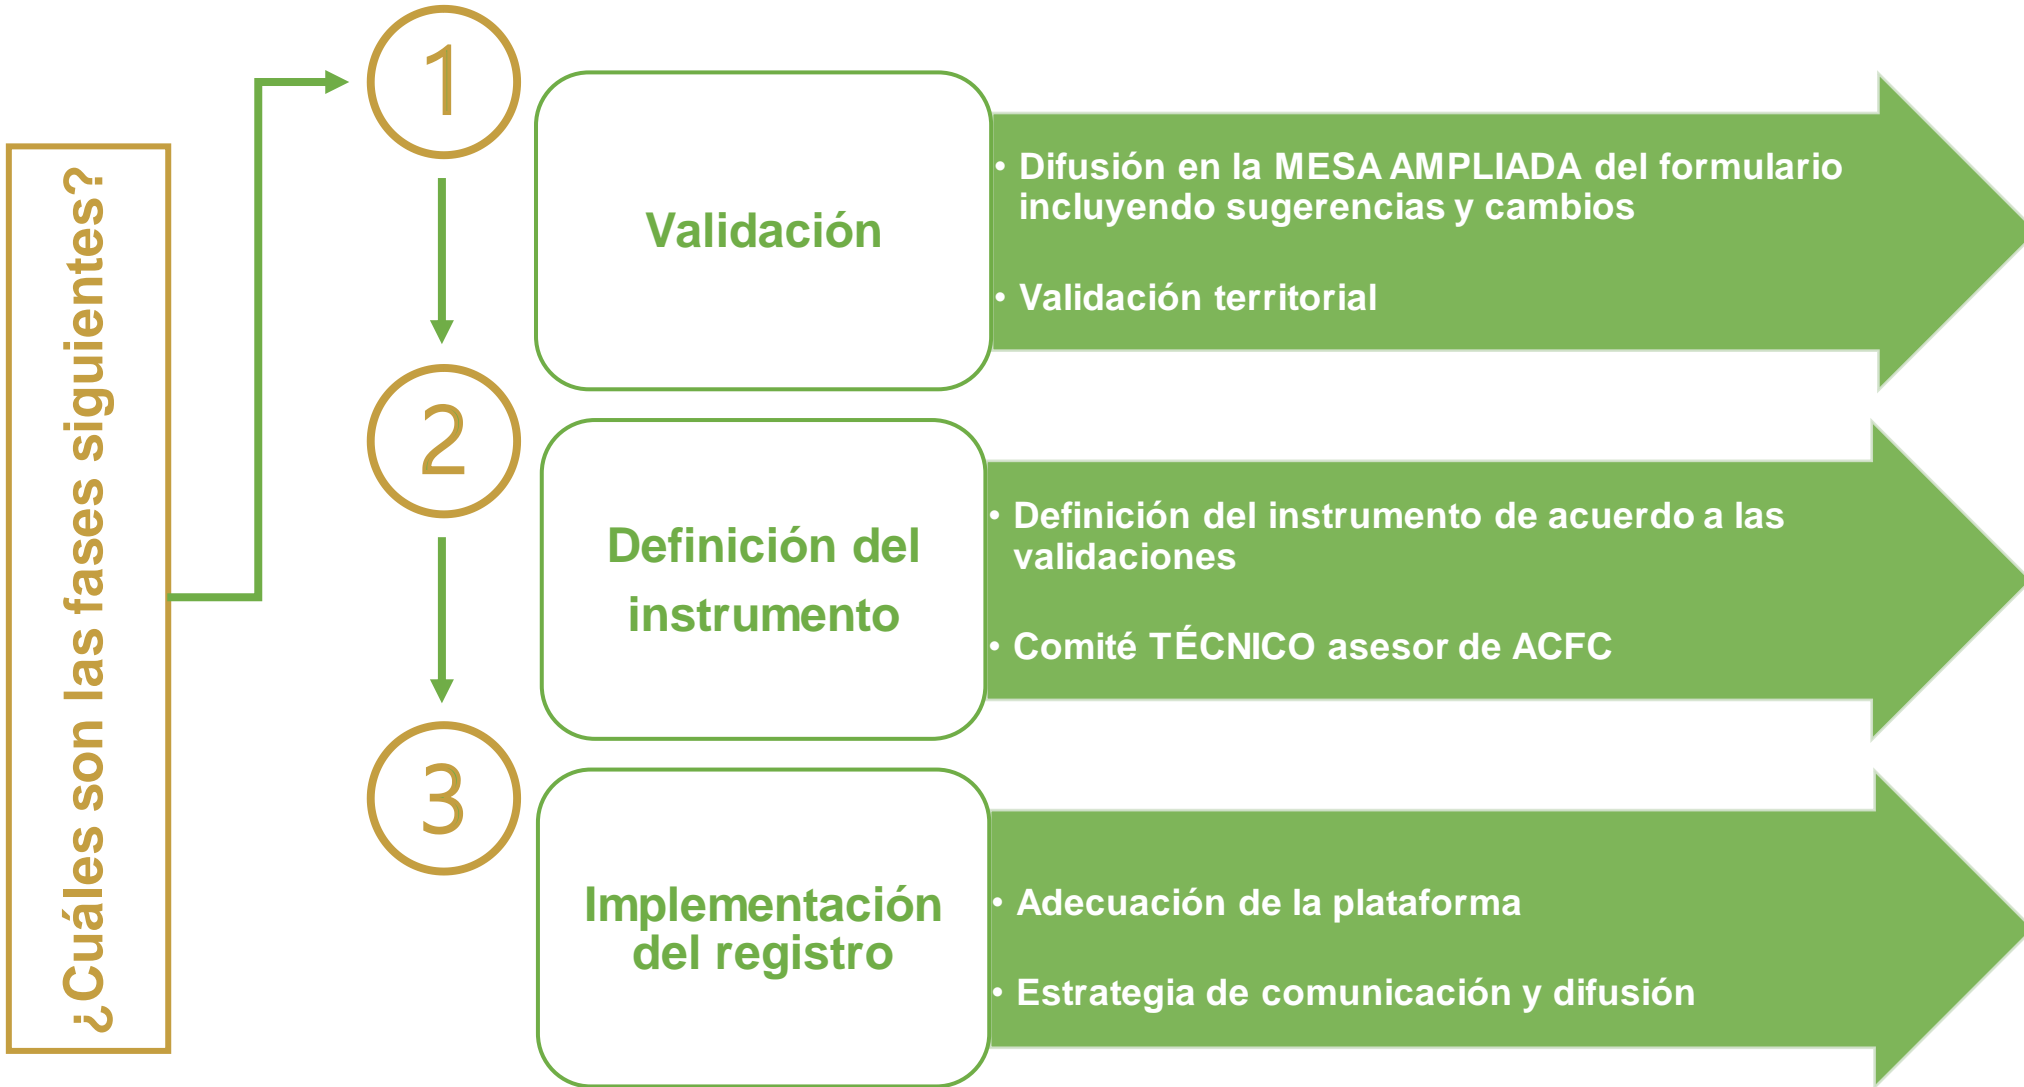 ¿Cuáles son las fases siguientes?
1
Validación
• Difusión en la MESA AMPLIADA del formulario
incluyendo sugerencias y cambios
• Validación territorial
2
Definición del
instrumento
• Definición del instrumento de acuerdo a las
validaciones
• Comité TÉCNICO asesor de ACFC
3
Implementación
del registro
• Adecuación de la plataforma
• Estrategia de comunicación y difusión